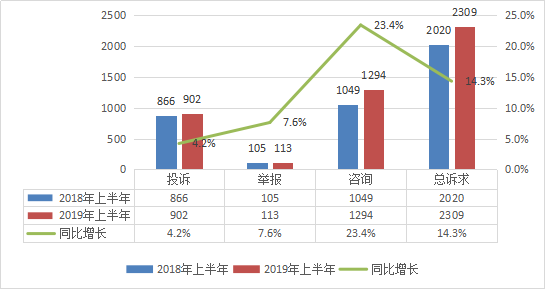 2500 2000 1500 1000 500 0
25.0% 20.0% 15.0% 10.0% 5.0% 0.0%
866 902 4.2%
105 113 7.6%
1049 1294 23.4%
2020 2309 14.3%
投诉 举报 咨询 总诉求
2018年上半年 866 105 1049 2020
2019年上半年 902 113 1294 2309
同比增长 4.2% 7.6% 23.4% 14.3%
2018年上半年 2019年上半年 同比增长